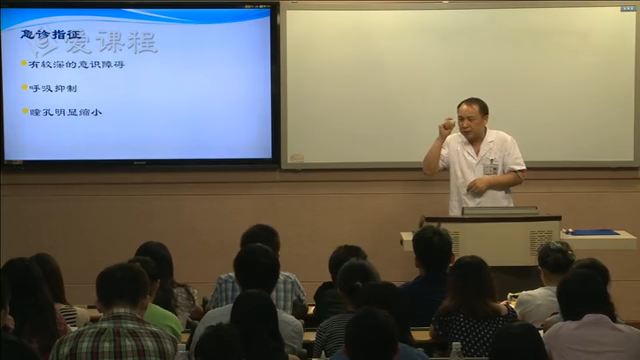 急诊指征
爱课程
有较深的意识障碍
呼吸抑制
瞳孔明显缩小